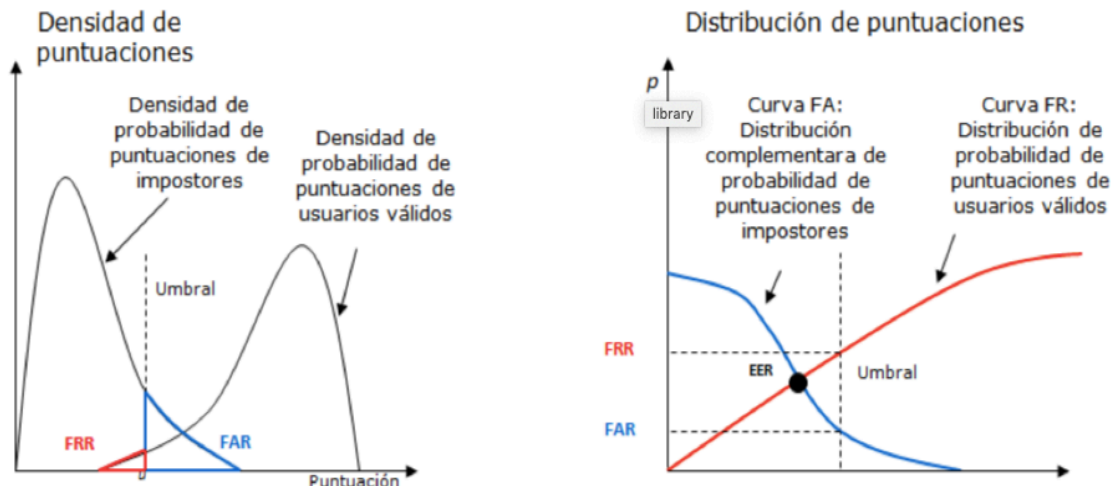 Densidad de
puntuaciones
Densidad de
probabilidad de
puntuaciones de
impostores
Densidad de
probabilidad de
puntuaciones de
usuarios válidos
Umbral
FRR
FAR
Puntuación
Distribución de puntuaciones
p
library
Curva FA:
Distribución
complementara de
probabilidad de
puntuaciones de
impostores
Curva FR:
Distribución de
probabilidad de
puntuaciones de
usuarios válidos
FRR
EER
Umbral
FAR